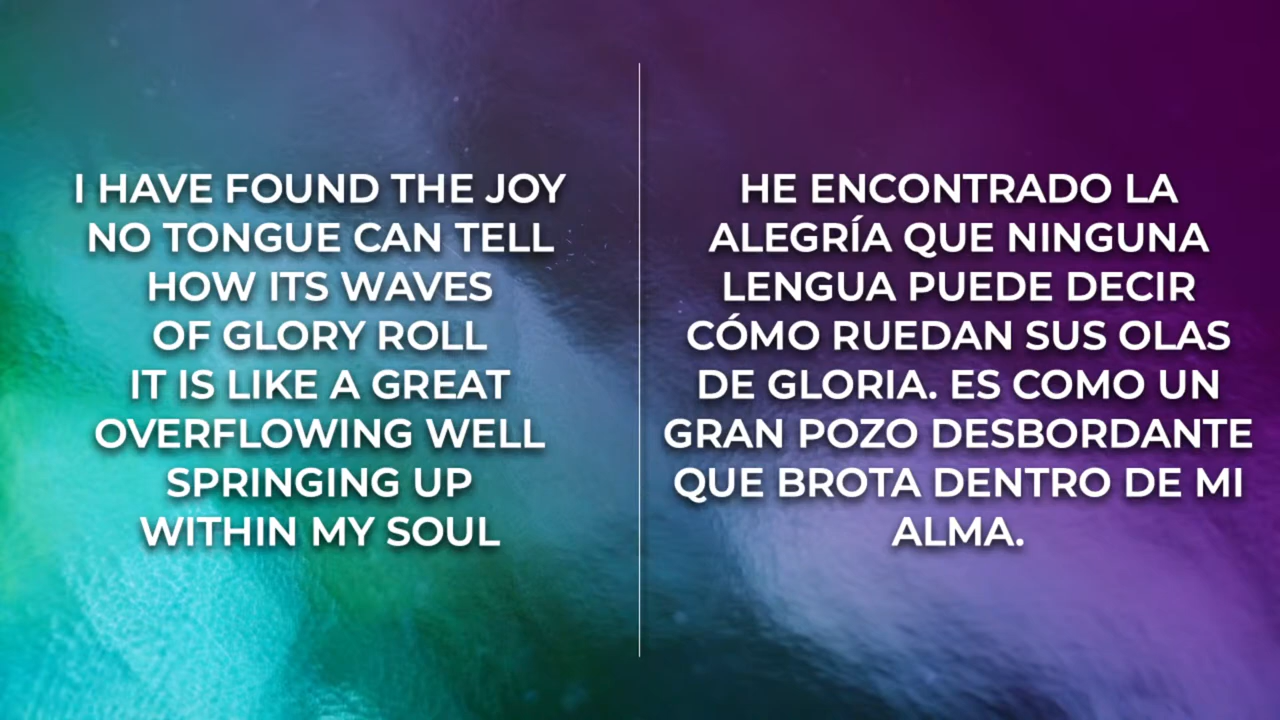 I HAVE FOUND THE JOY
NO TONGUE CAN TELL
HOW ITS WAVES
OF GLORY ROLL
IT IS LIKE A GREAT
OVERFLOWING WELL
SPRINGING UP
WITHIN MY SOUL
HE ENCONTRADO LA
ALEGRÍA QUE NINGUNA
LENGUA PUEDE DECIR
CÓMO RUEDAN SUS OLAS
DE GLORIA. ES COMO UN
GRAN POZO DESBORDANTE
QUE BROTA DENTRO DE MI
ALMA.